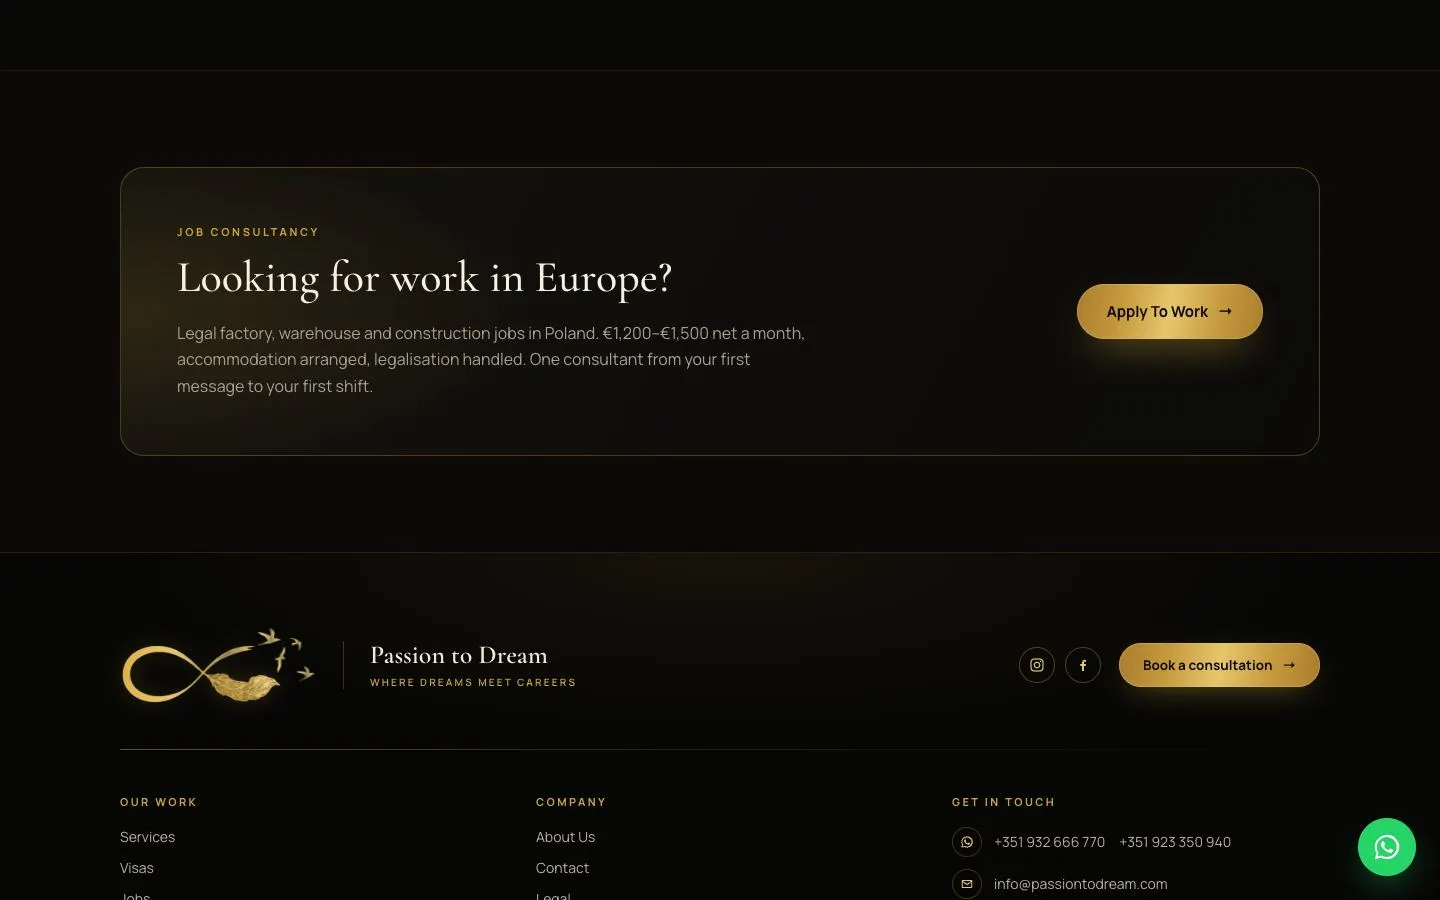 JOB CONSULTANCY
Looking for work in Europe?
Legal factory, warehouse and construction jobs in Poland. €1,200–€1,500 net a month,
accommodation arranged, legalisation handled. One consultant from your first
message to your first shift.
Apply To Work →
Passion to Dream
WHERE DREAMS MEET CAREERS
Book a consultation →
OUR WORK
Services
Visas
Jobs
COMPANY
About Us
Contact
Legal
GET IN TOUCH
+351 932 666 770 +351 923 350 940
info@passiontodream.com